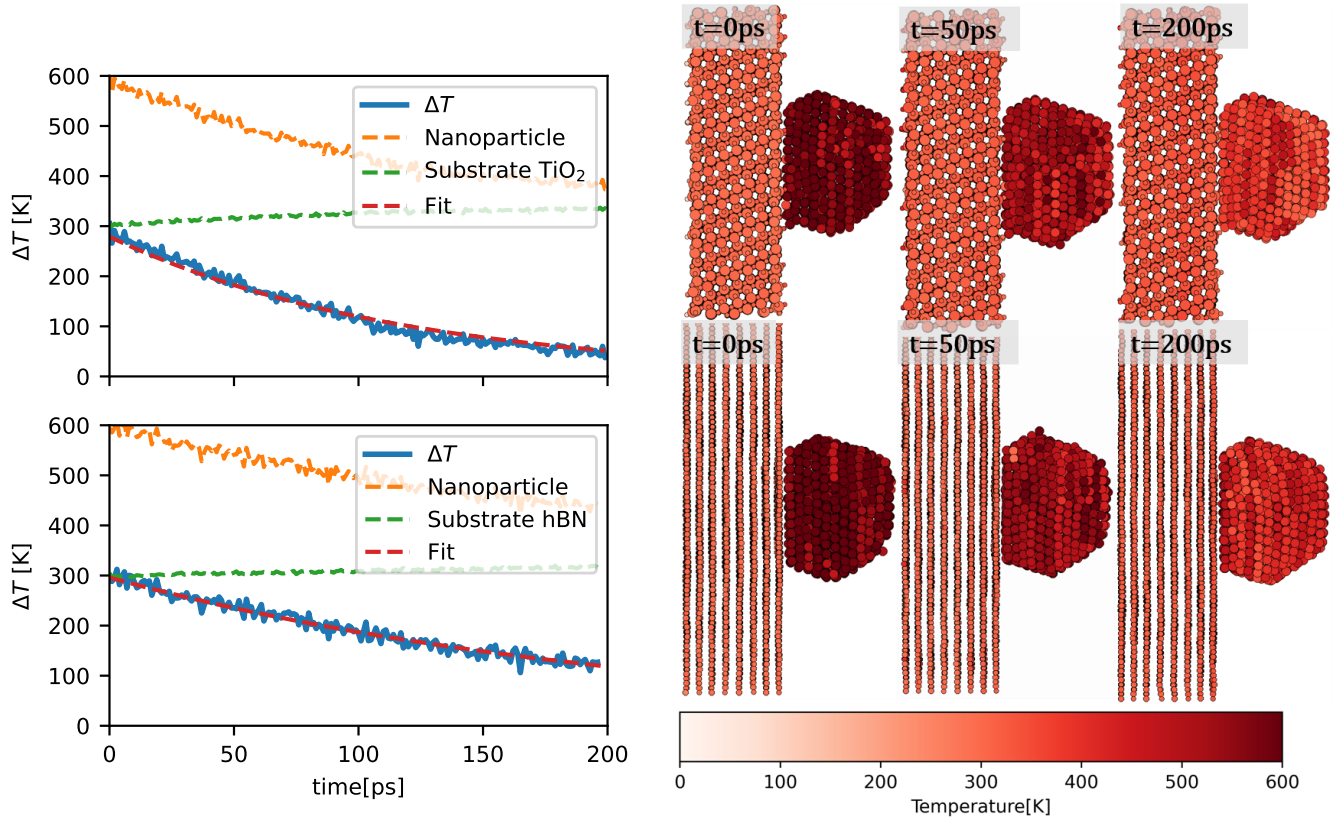 600
500
400
300
200
100
0
ΔT [K]
ΔT
Nanoparticle
Substrate TiO₂
Fit
600
500
400
300
200
100
0
ΔT [K]
ΔT
Nanoparticle
Substrate hBN
Fit
0
50
100
150
200
time[ps]
t=0ps
t=50ps
t=200ps
t=0ps
t=50ps
t=200ps
0
100
200
300
400
500
600
Temperature[K]